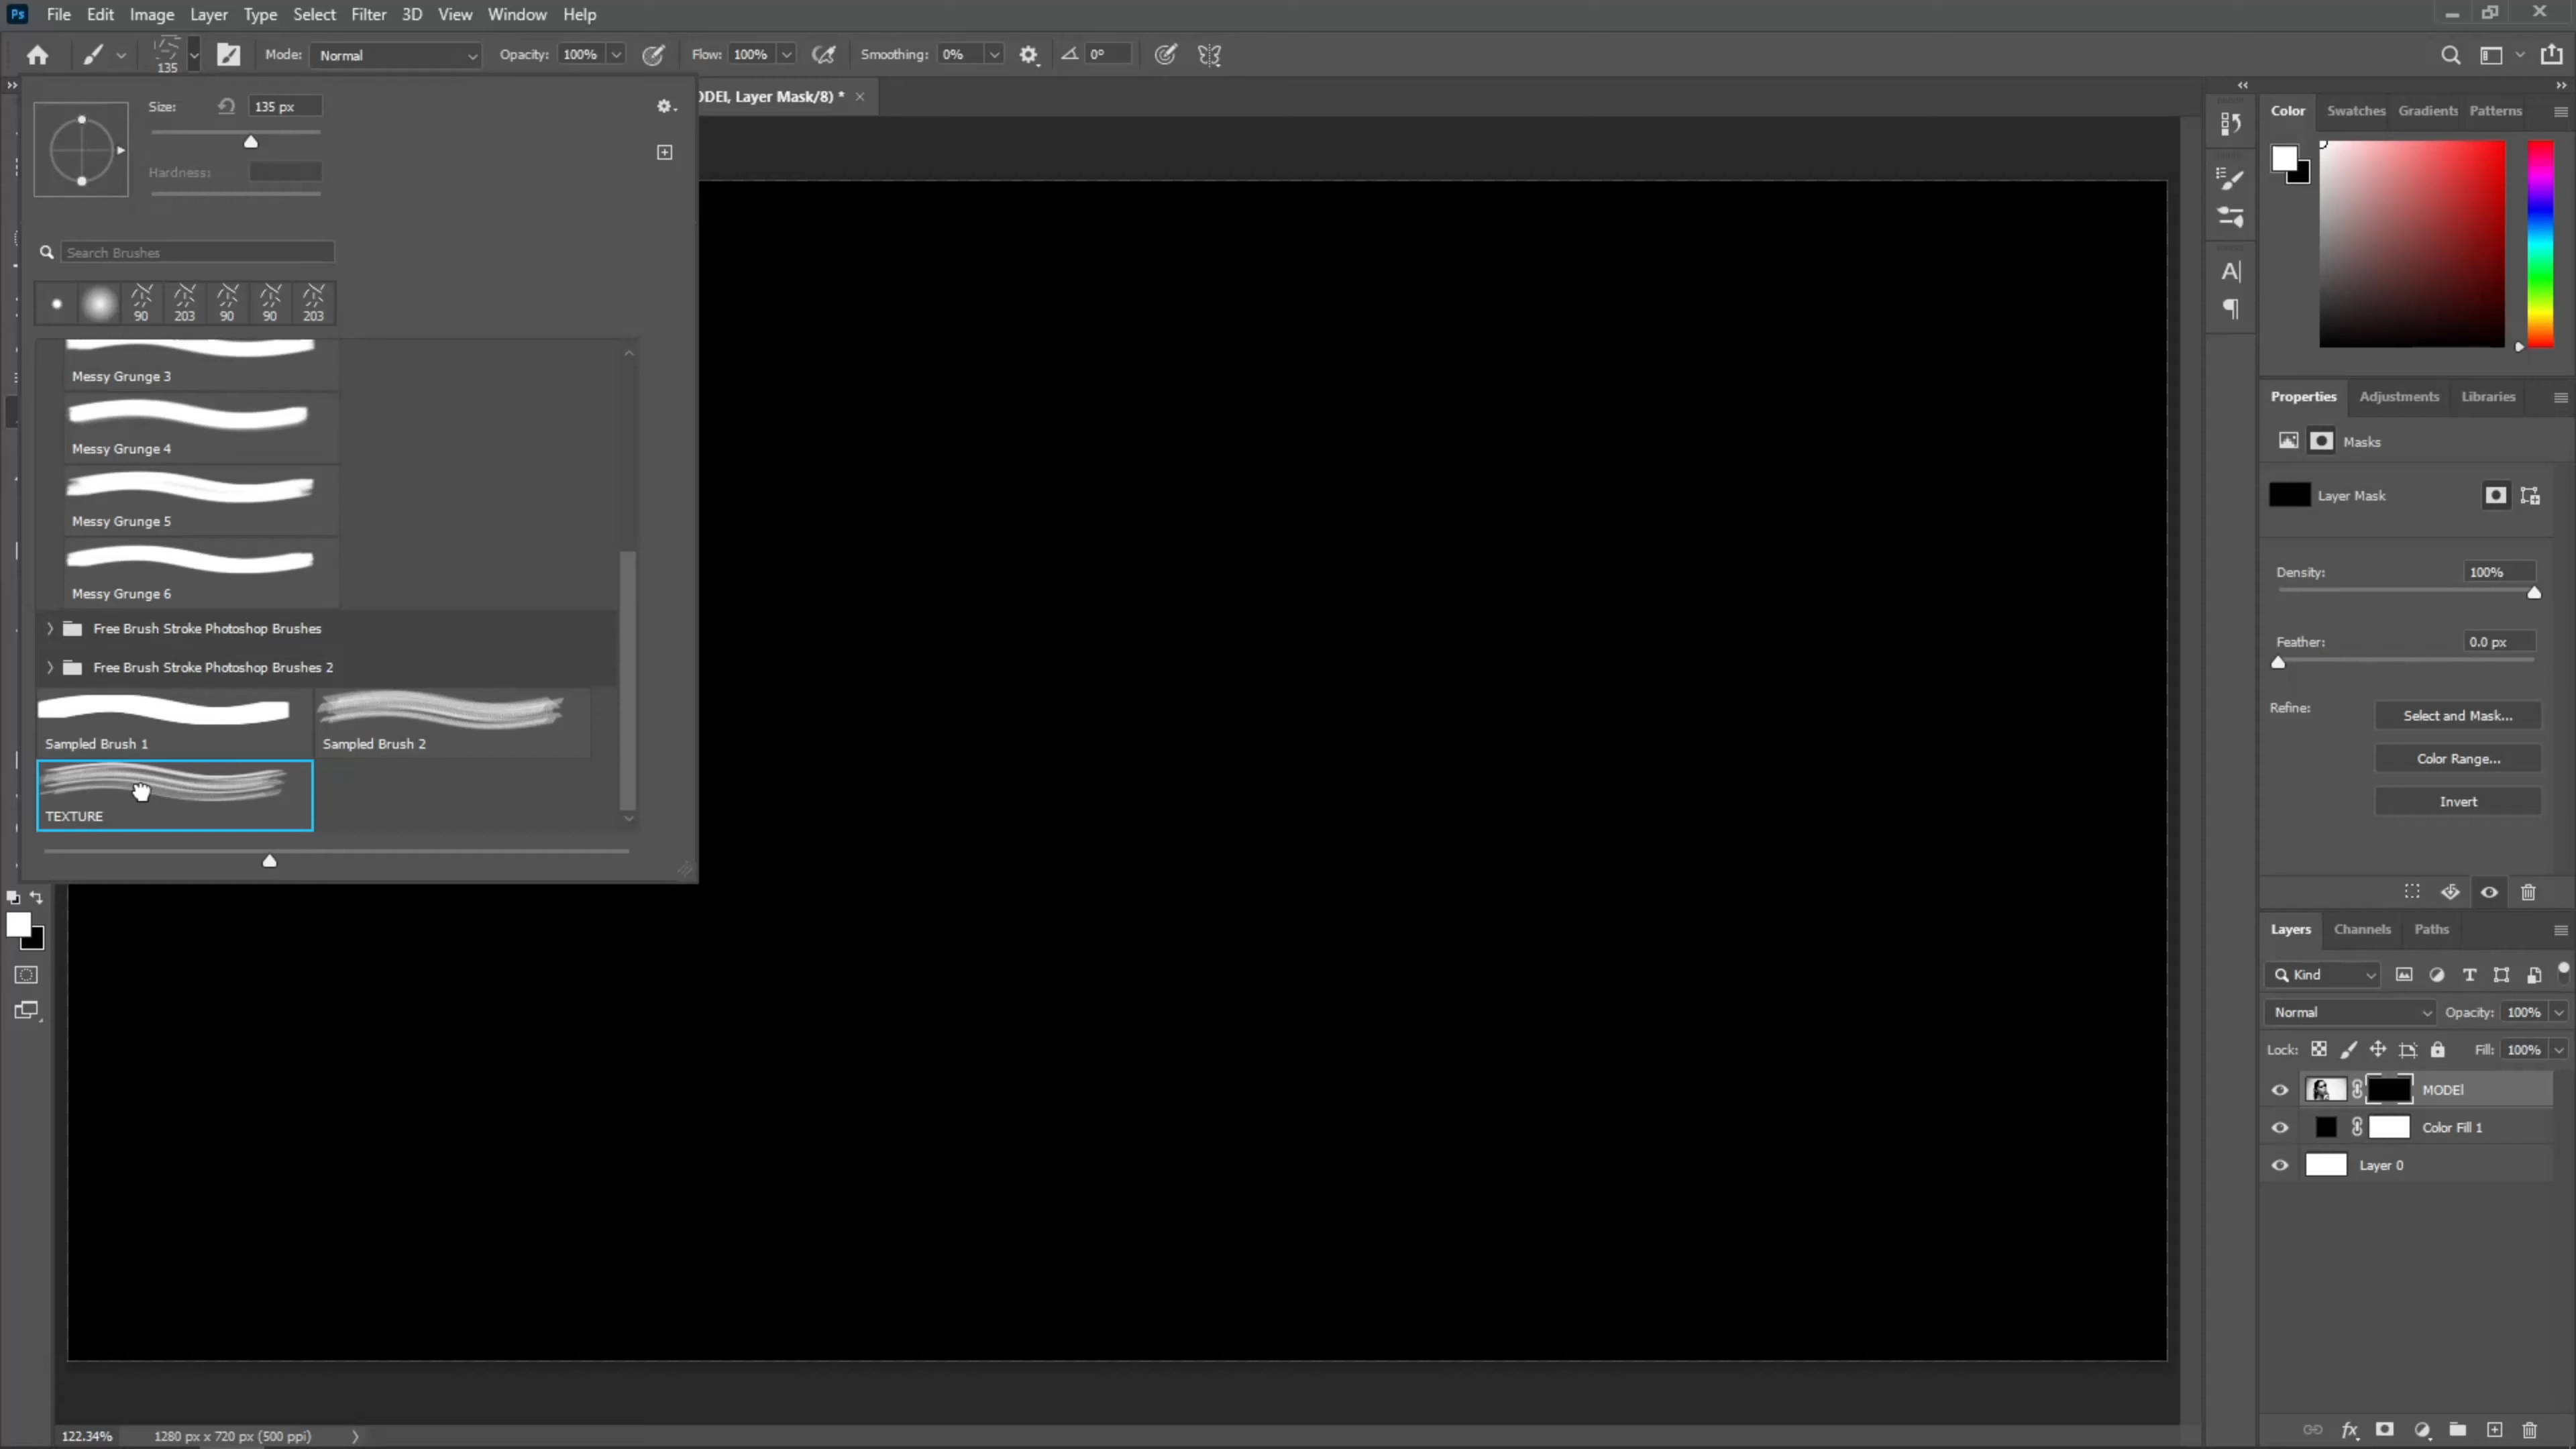 Ps File Edit Image Layer Type Select Filter 3D View Window Help
135 Mode: Normal Opacity: 100% Flow: 100% Smoothing: 0% 0°
ODEl, Layer Mask/8) * ×
Size: 135 px
Hardness:
Search Brushes
90 203 90 90 203
Messy Grunge 3
Messy Grunge 4
Messy Grunge 5
Messy Grunge 6
Free Brush Stroke Photoshop Brushes
Free Brush Stroke Photoshop Brushes 2
Sampled Brush 1 Sampled Brush 2
TEXTURE
Color Swatches Gradients Patterns
Properties Adjustments Libraries
Masks
Layer Mask
Density: 100%
Feather: 0.0 px
Refine: Select and Mask...
Color Range...
Invert
Layers Channels Paths
Kind
Normal Opacity: 100%
Lock: Fill: 100%
MODEl
Color Fill 1
Layer 0
fx
122.34% 1280 px x 720 px (500 ppi)